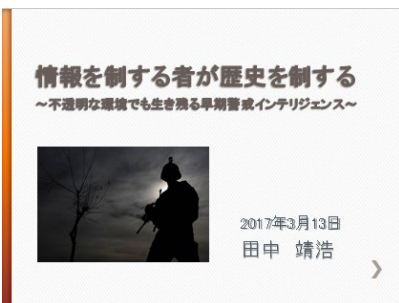 情報を制する者が歴史を制する
～不透明な環境でも生き残る早期警戒インテリジェンス～
2017年3月13日
田中　靖浩